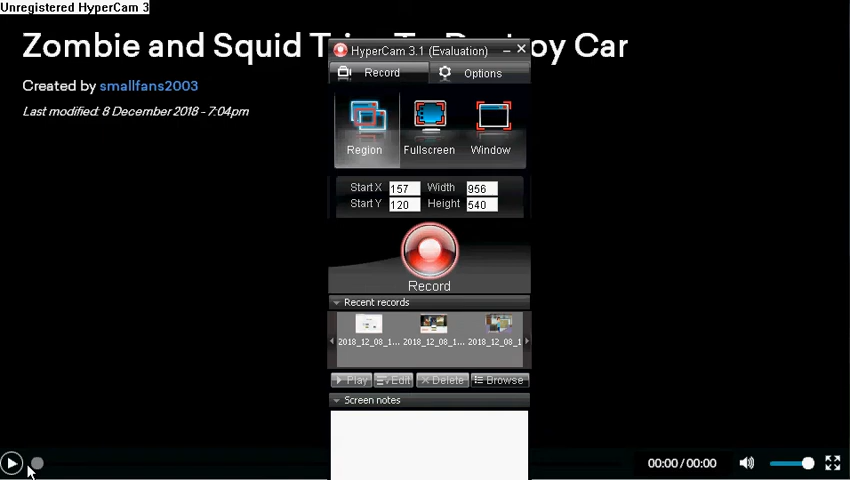 Unregistered HyperCam 3
Zombie and Squid T oy Car
Created by smallfans2003
Last modified: 8 December 2018 - 7:04pm
HyperCam 3.1 (Evaluation)
Record Options
Region Fullscreen Window
Start X 157 Width 956
Start Y 120 Height 540
Record
Recent records
2018_12_08_1... 2018_12_08_1... 2018_12_08_1
Play Edit Delete Browse
Screen notes
00:00 / 00:00